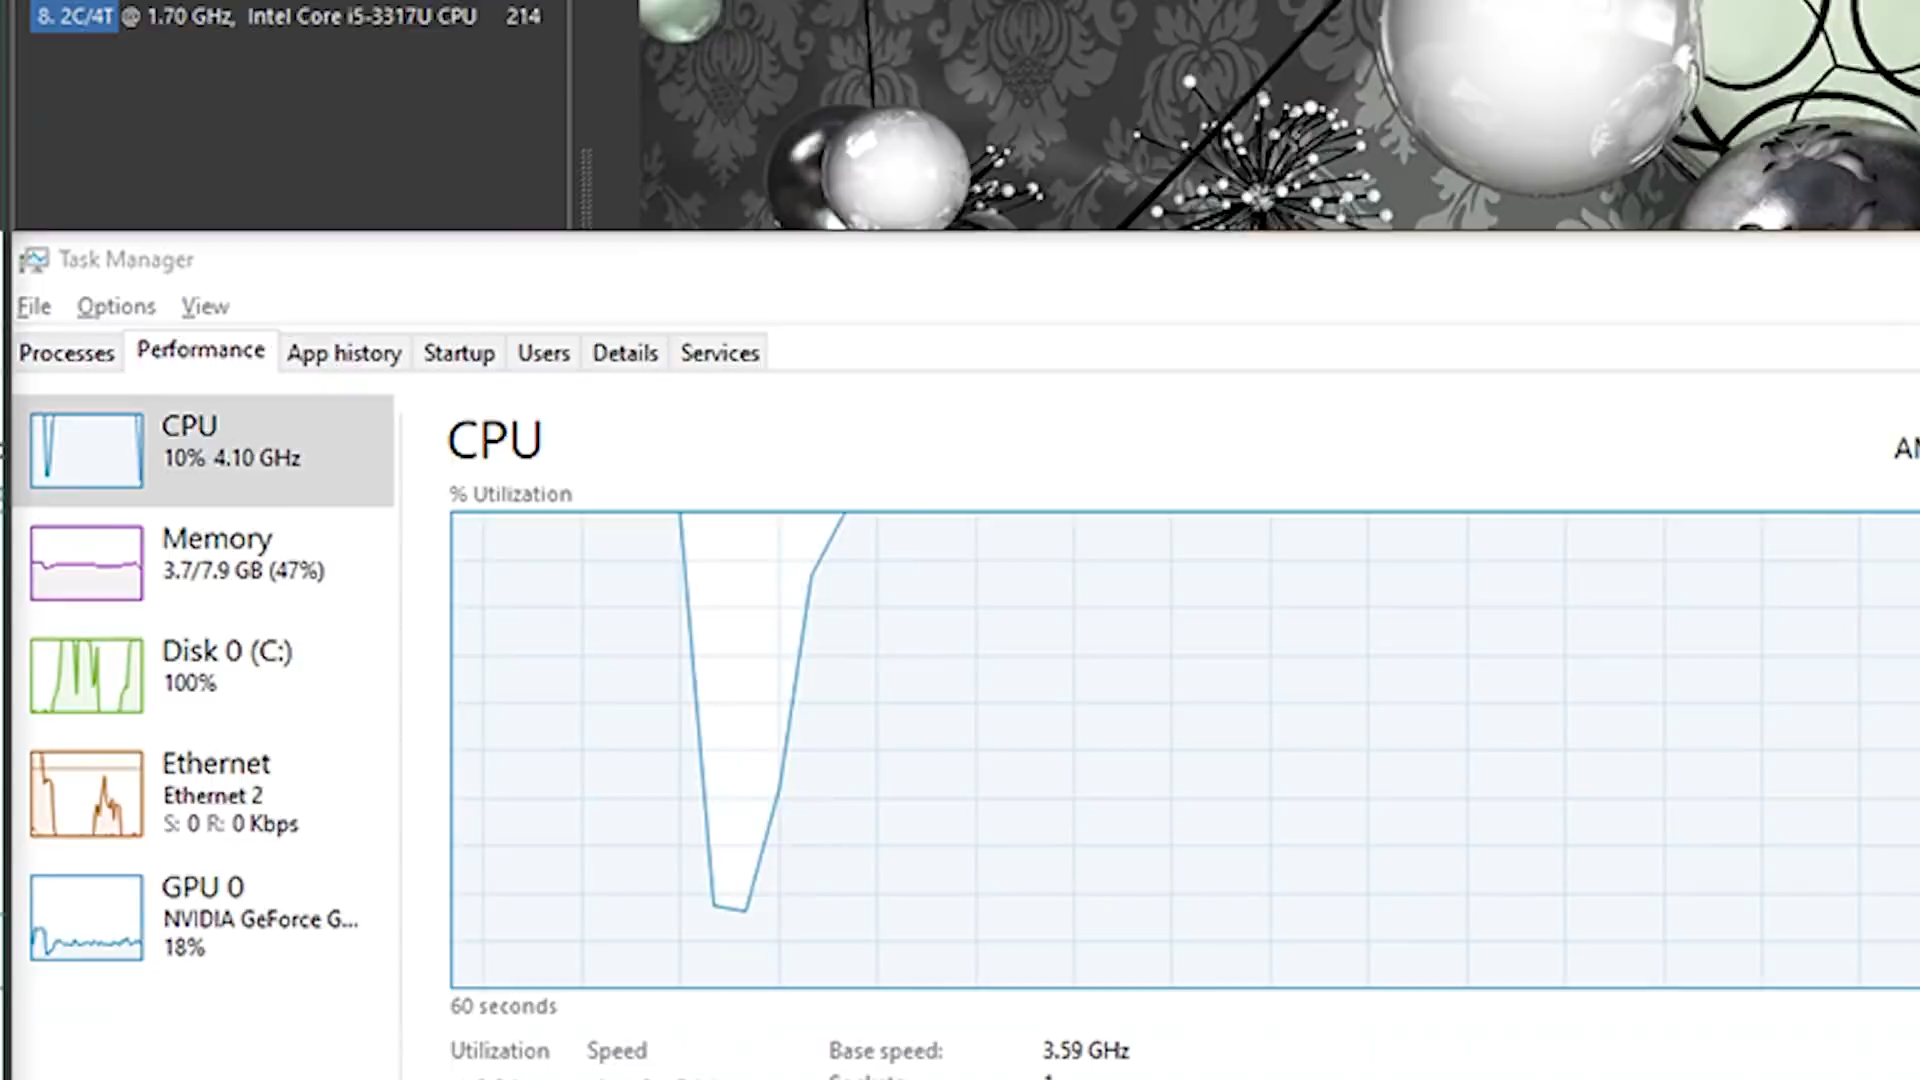 8. 2C/4T @ 1.70 GHz, Intel Core i5-3317U CPU 214
Task Manager
File Options View
Processes Performance App history Startup Users Details Services
CPU
10% 4.10 GHz
Memory
3.7/7.9 GB (47%)
Disk 0 (C:)
100%
Ethernet
Ethernet 2
S: 0 R: 0 Kbps
GPU 0
NVIDIA GeForce G...
18%
CPU
% Utilization
60 seconds
Utilization Speed Base speed: 3.59 GHz